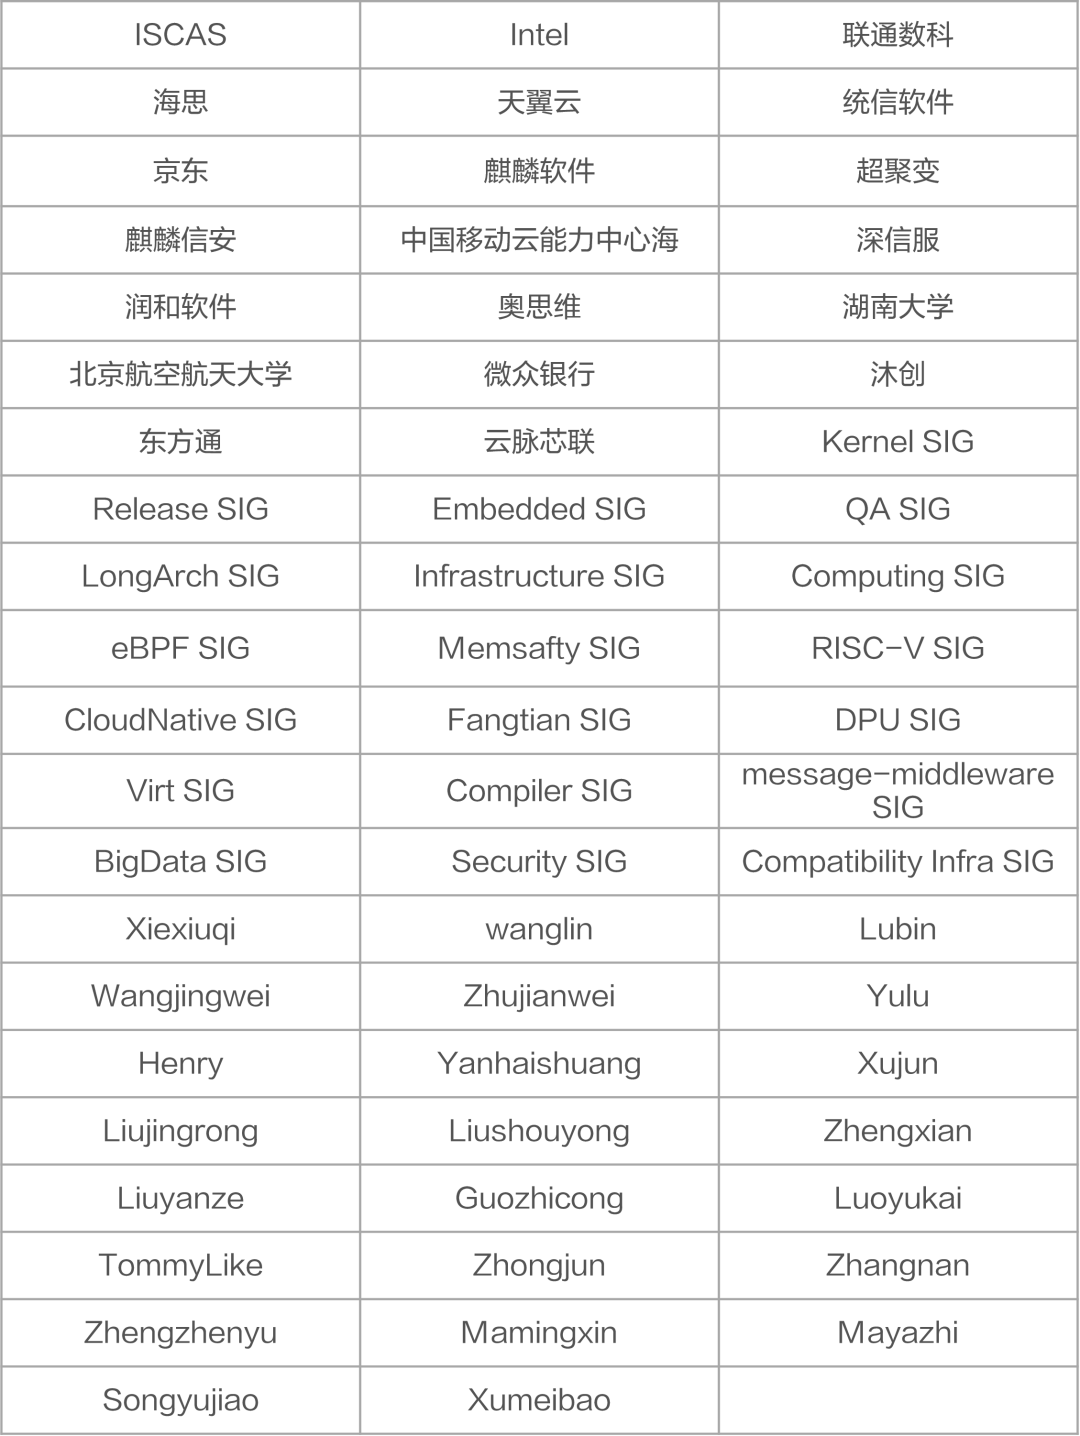 ISCAS
Intel
联通数科
海思
天翼云
统信软件
京东
麒麟软件
超聚变
麒麟信安
中国移动云能力中心海
深信服
润和软件
奥思维
湖南大学
北京航空航天大学
微众银行
沐创
东方通
云脉芯联
Kernel SIG
Release SIG
Embedded SIG
QA SIG
LongArch SIG
Infrastructure SIG
Computing SIG
eBPF SIG
Memsafty SIG
RISC-V SIG
CloudNative SIG
Fangtian SIG
DPU SIG
Virt SIG
Compiler SIG
message-middleware
SIG
BigData SIG
Security SIG
Compatibility Infra SIG
Xiexiuqi
wanglin
Lubin
Wangjingwei
Zhujianwei
Yulu
Henry
Yanhaishuang
Xujun
Liujingrong
Liushouyong
Zhengxian
Liuyanze
Guozhicong
Luoyukai
TommyLike
Zhongjun
Zhangnan
Zhengzhenyu
Mamingxin
Mayazhi
Songyujiao
Xumeibao